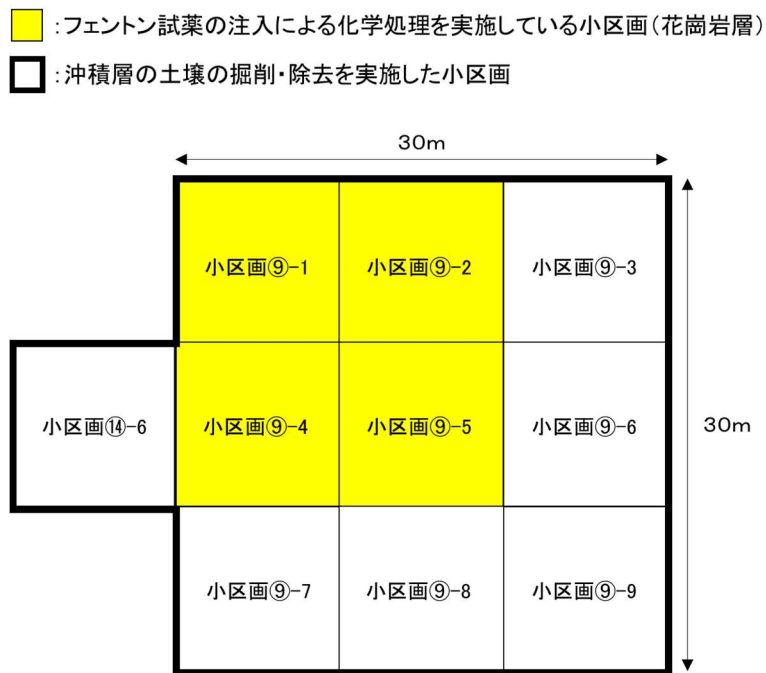 :フェントン試薬の注入による化学処理を実施している小区画(花崗岩層)
:沖積層の土壌の掘削・除去を実施した小区画
30m
小区画⑨-1
小区画⑨-2
小区画⑨-3
小区画⑭-6
小区画⑨-4
小区画⑨-5
小区画⑨-6
30m
小区画⑨-7
小区画⑨-8
小区画⑨-9